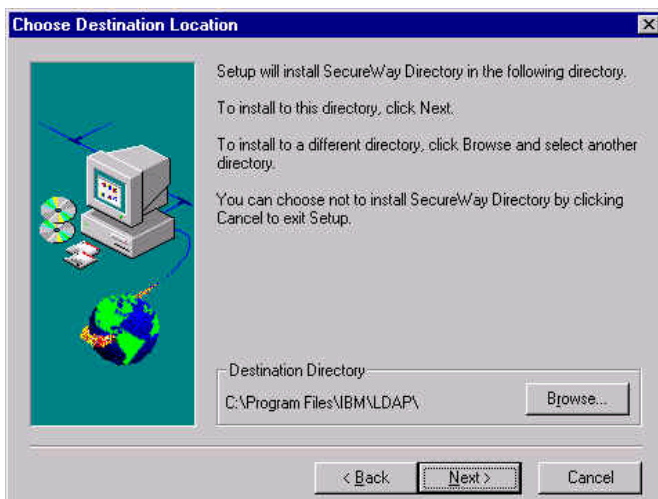 Choose Destination Location
Setup will install SecureWay Directory in the following directory.
To install to this directory, click Next.
To install to a different directory, click Browse and select another
directory.
You can choose not to install SecureWay Directory by clicking
Cancel to exit Setup.
Destination Directory
C:\Program Files\IBM\LDAP\
Browse...
< Back
Next >
Cancel